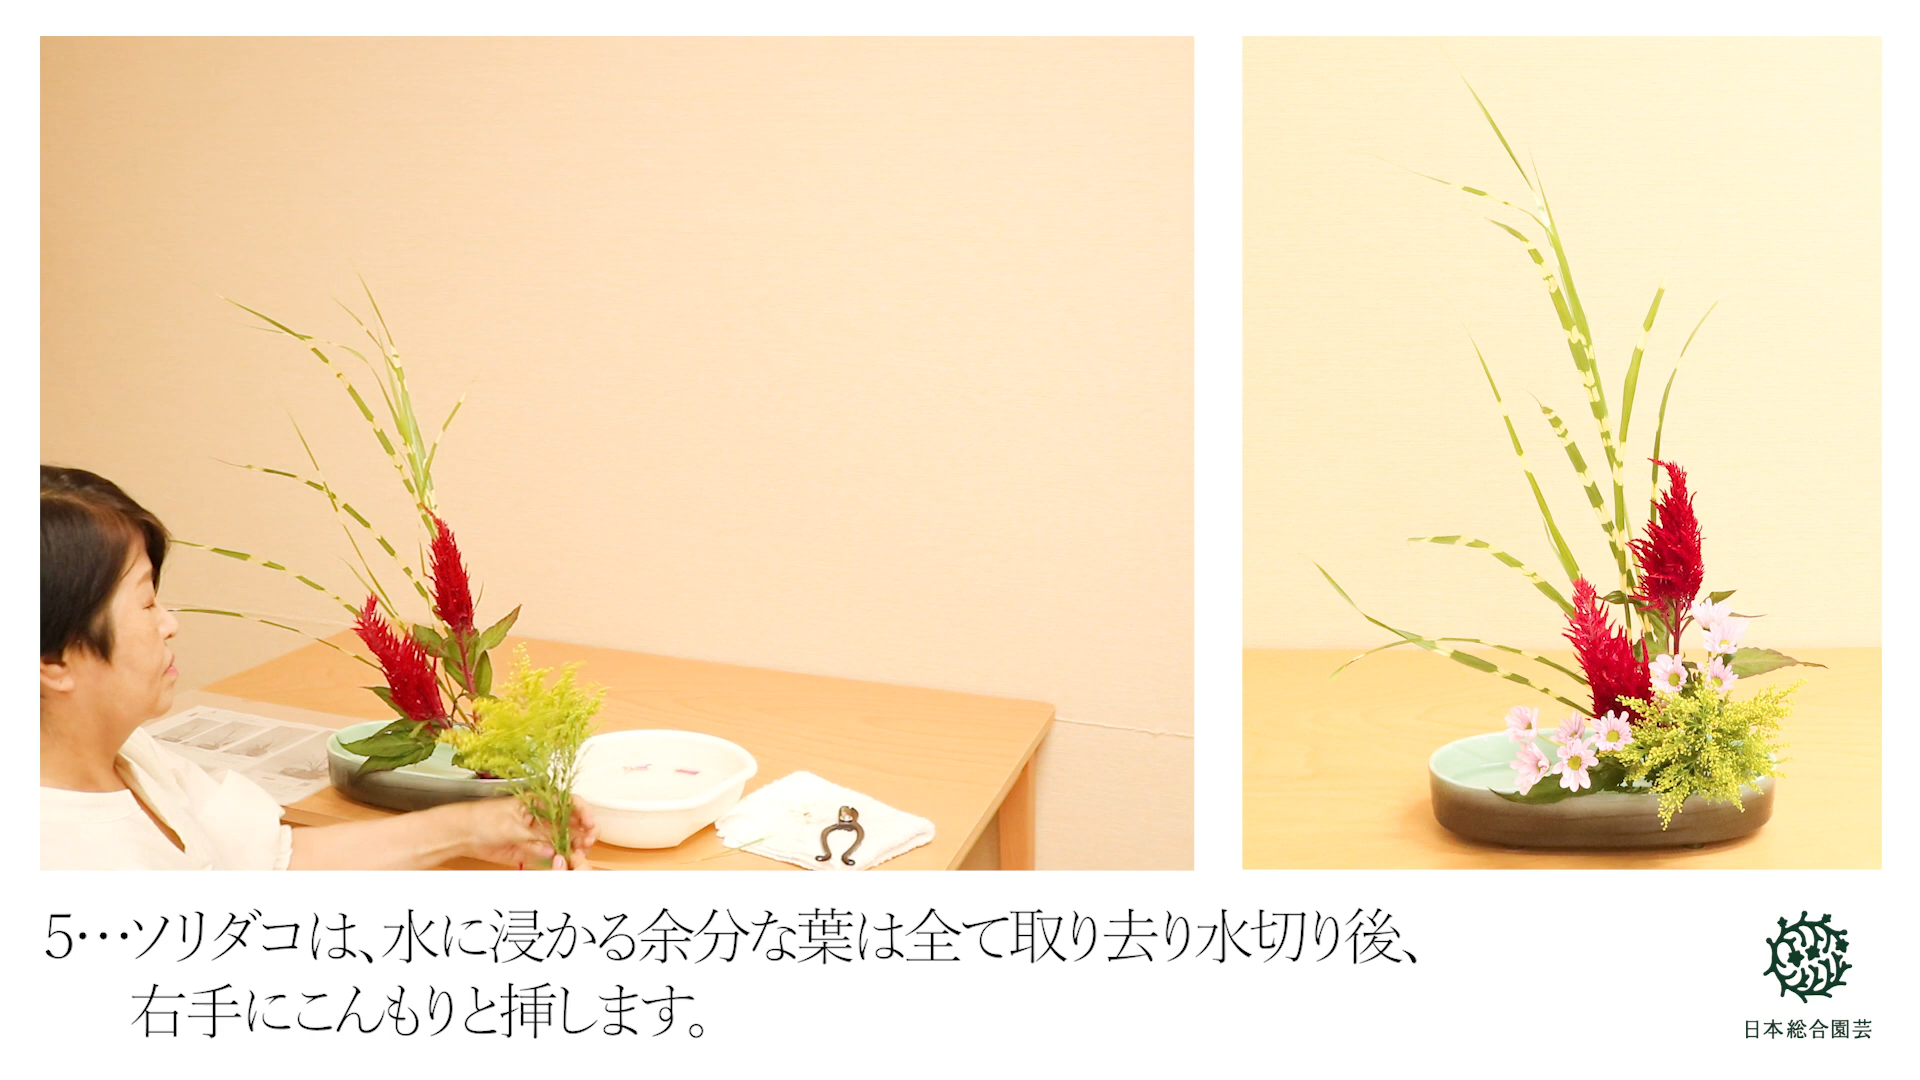 5…ソリダコは、水に浸かる余分な葉は全て取り去り水切り後、
右手にこんもりと挿します。
日本総合園芸